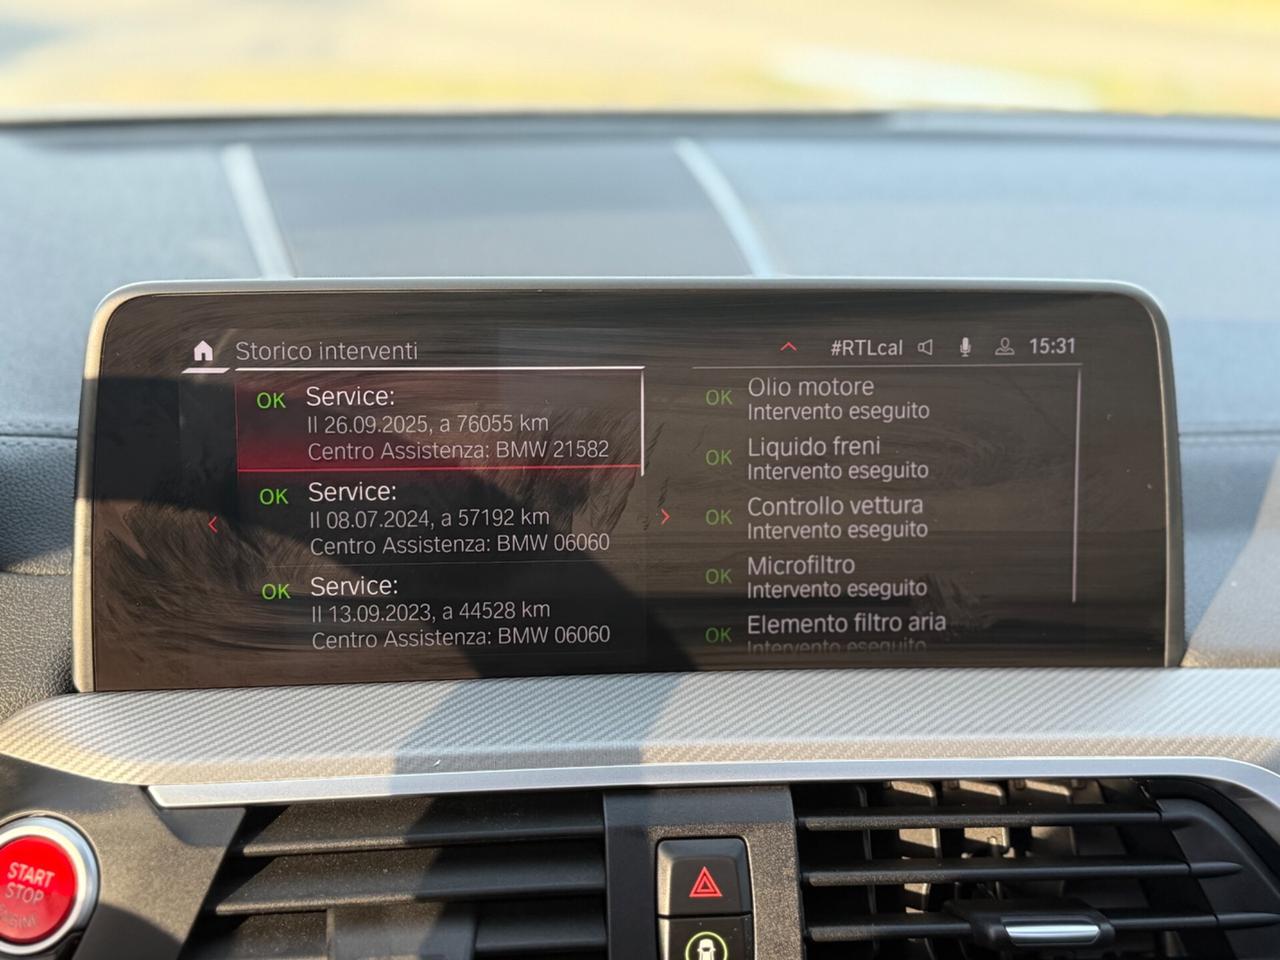 Storico interventi
#RTLcal 15:31
OK Service:
Il 26.09.2025, a 76055 km
Centro Assistenza: BMW 21582
OK Service:
Il 08.07.2024, a 57192 km
Centro Assistenza: BMW 06060
OK Service:
Il 13.09.2023, a 44528 km
Centro Assistenza: BMW 06060
OK Olio motore
Intervento eseguito
OK Liquido freni
Intervento eseguito
OK Controllo vettura
Intervento eseguito
OK Microfiltro
Intervento eseguito
OK Elemento filtro aria
Intervento eseguito
START
STOP
ENGINE